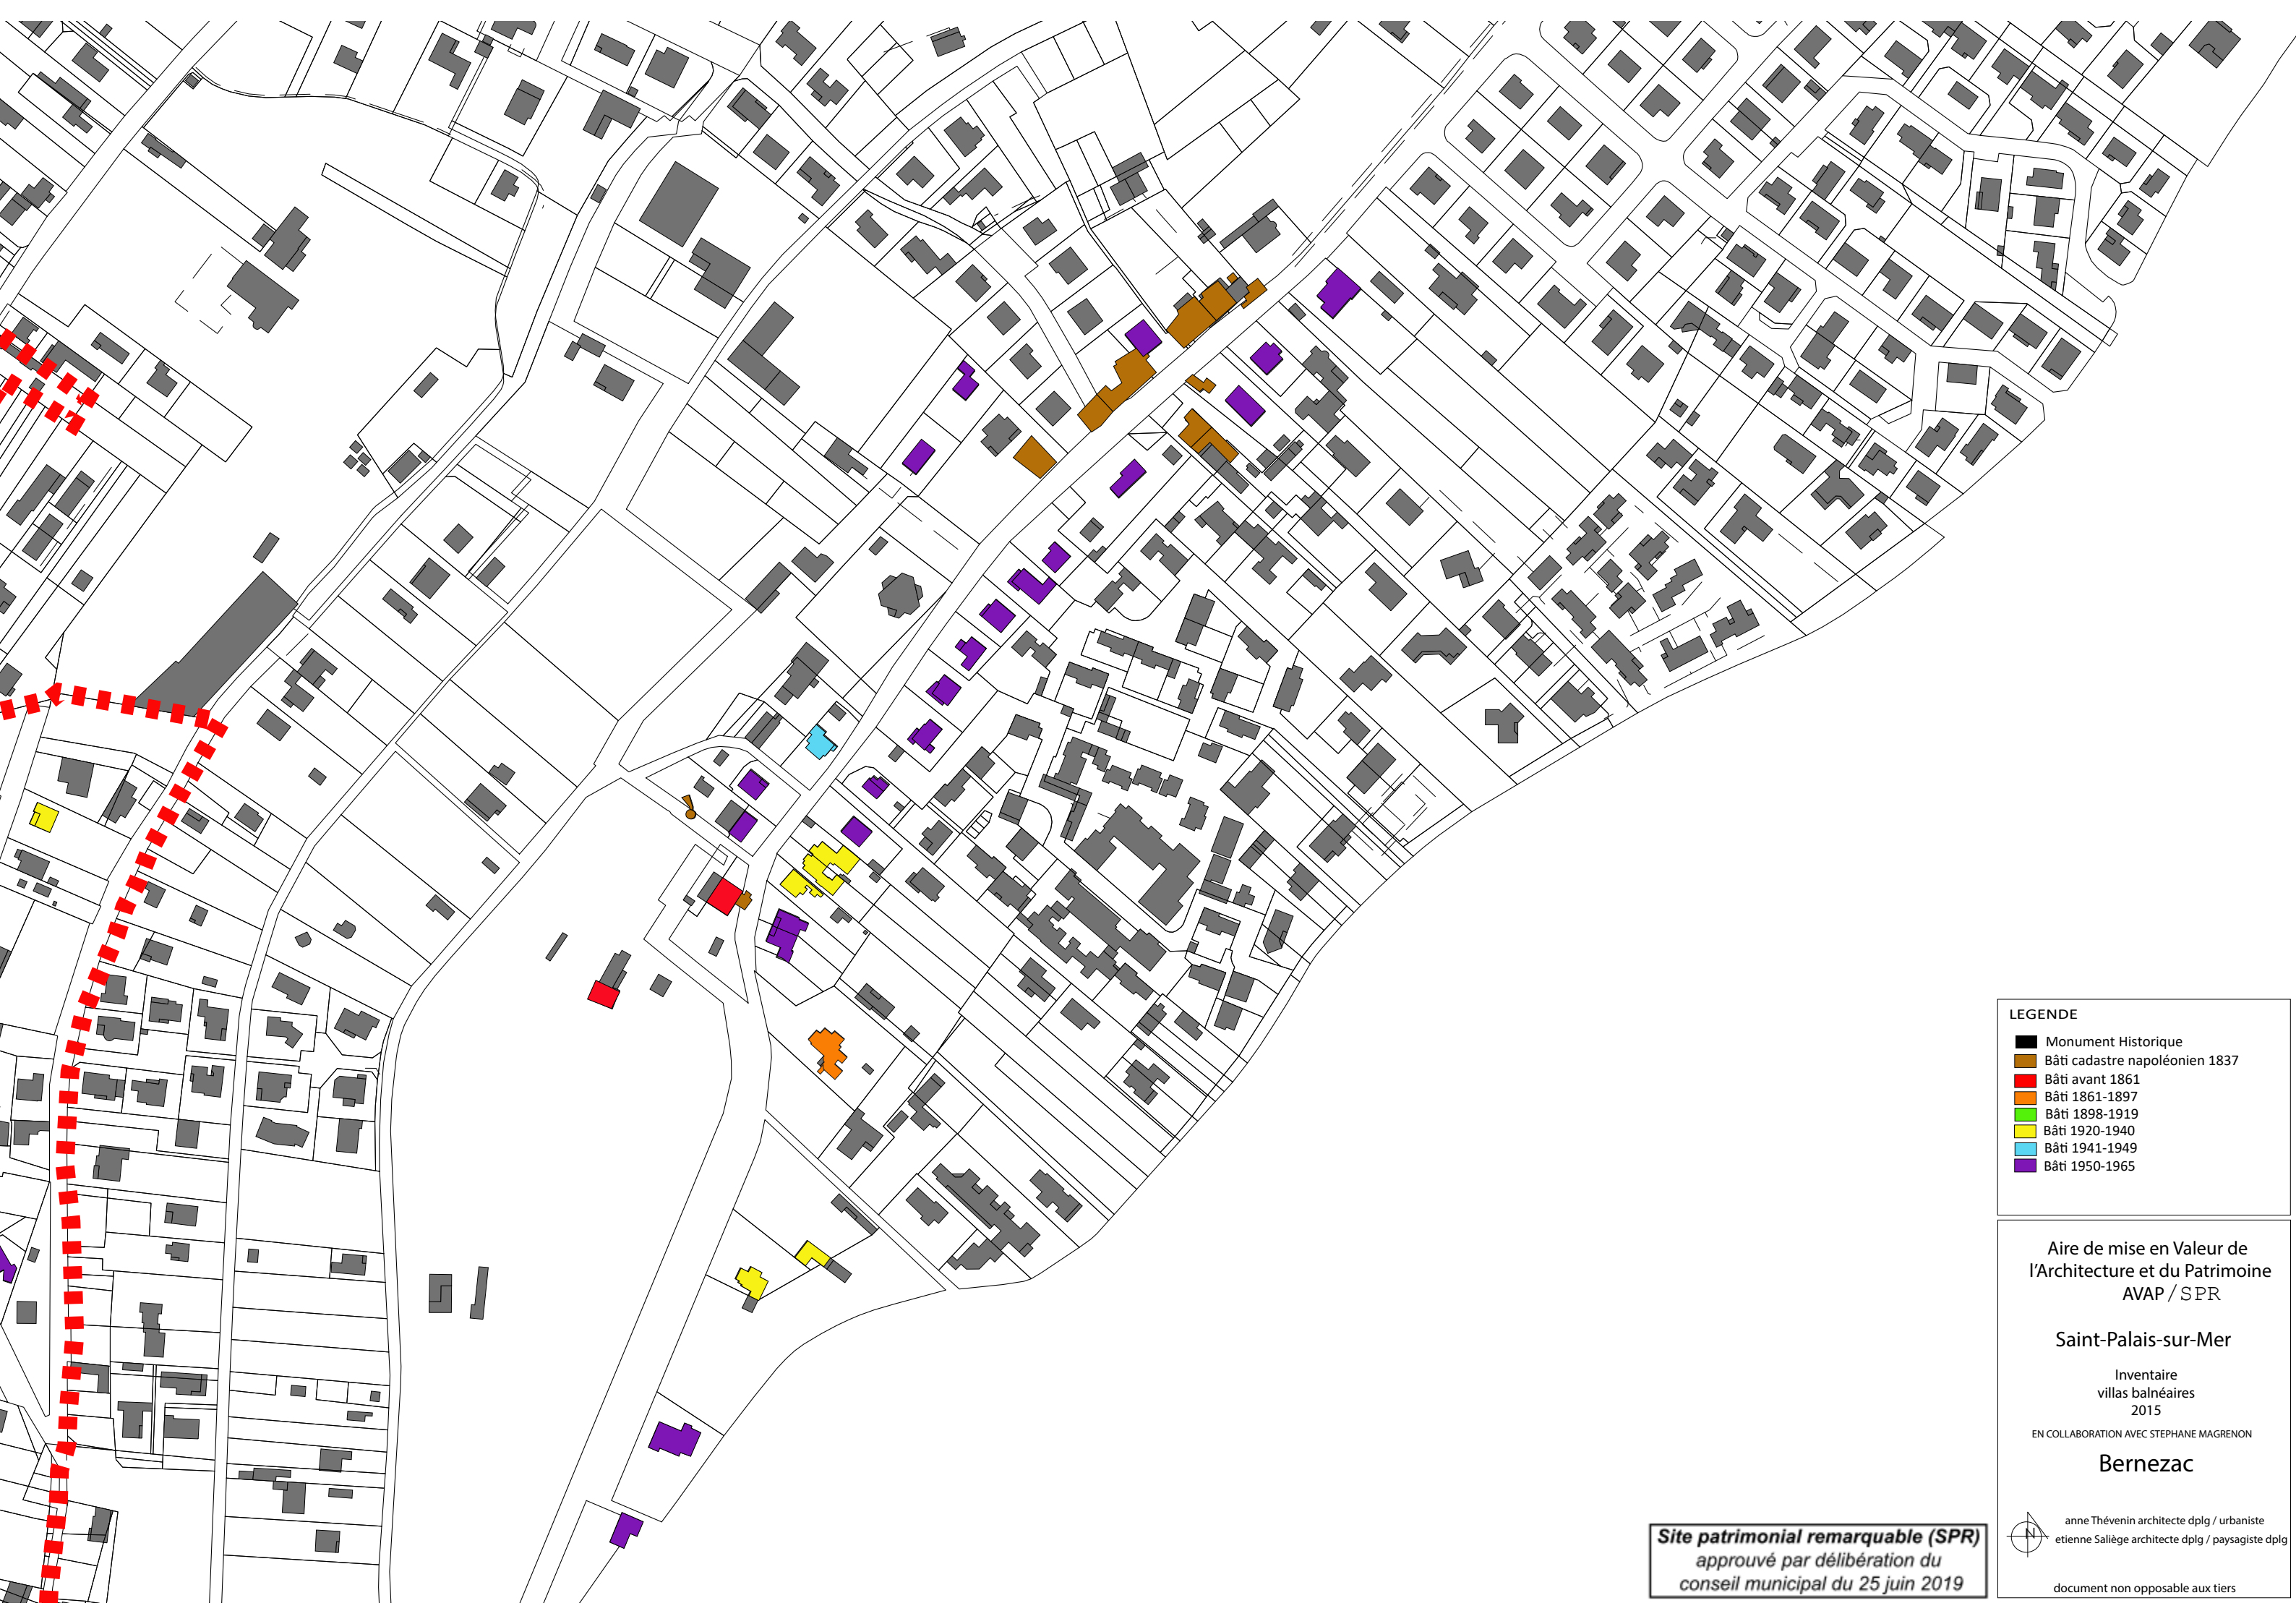 LEGENDE
Monument Historique
Bâti cadastre napoléonien 1837
Bâti avant 1861
Bâti 1861-1897
Bâti 1898-1919
Bâti 1920-1940
Bâti 1941-1949
Bâti 1950-1965
Aire de mise en Valeur de
l'Architecture et du Patrimoine
AVAP/SPR
Saint-Palais-sur-Mer
Inventaire
villas balnéaires
2015
EN COLLABORATION AVEC STEPHANE MAGRENON
Bernezac
N
anne Thévenin architecte dplg / urbaniste
etienne Saliège architecte dplg / paysagiste dplg
document non opposable aux tiers
Site patrimonial remarquable (SPR)
approuvé par délibération du
conseil municipal du 25 juin 2019